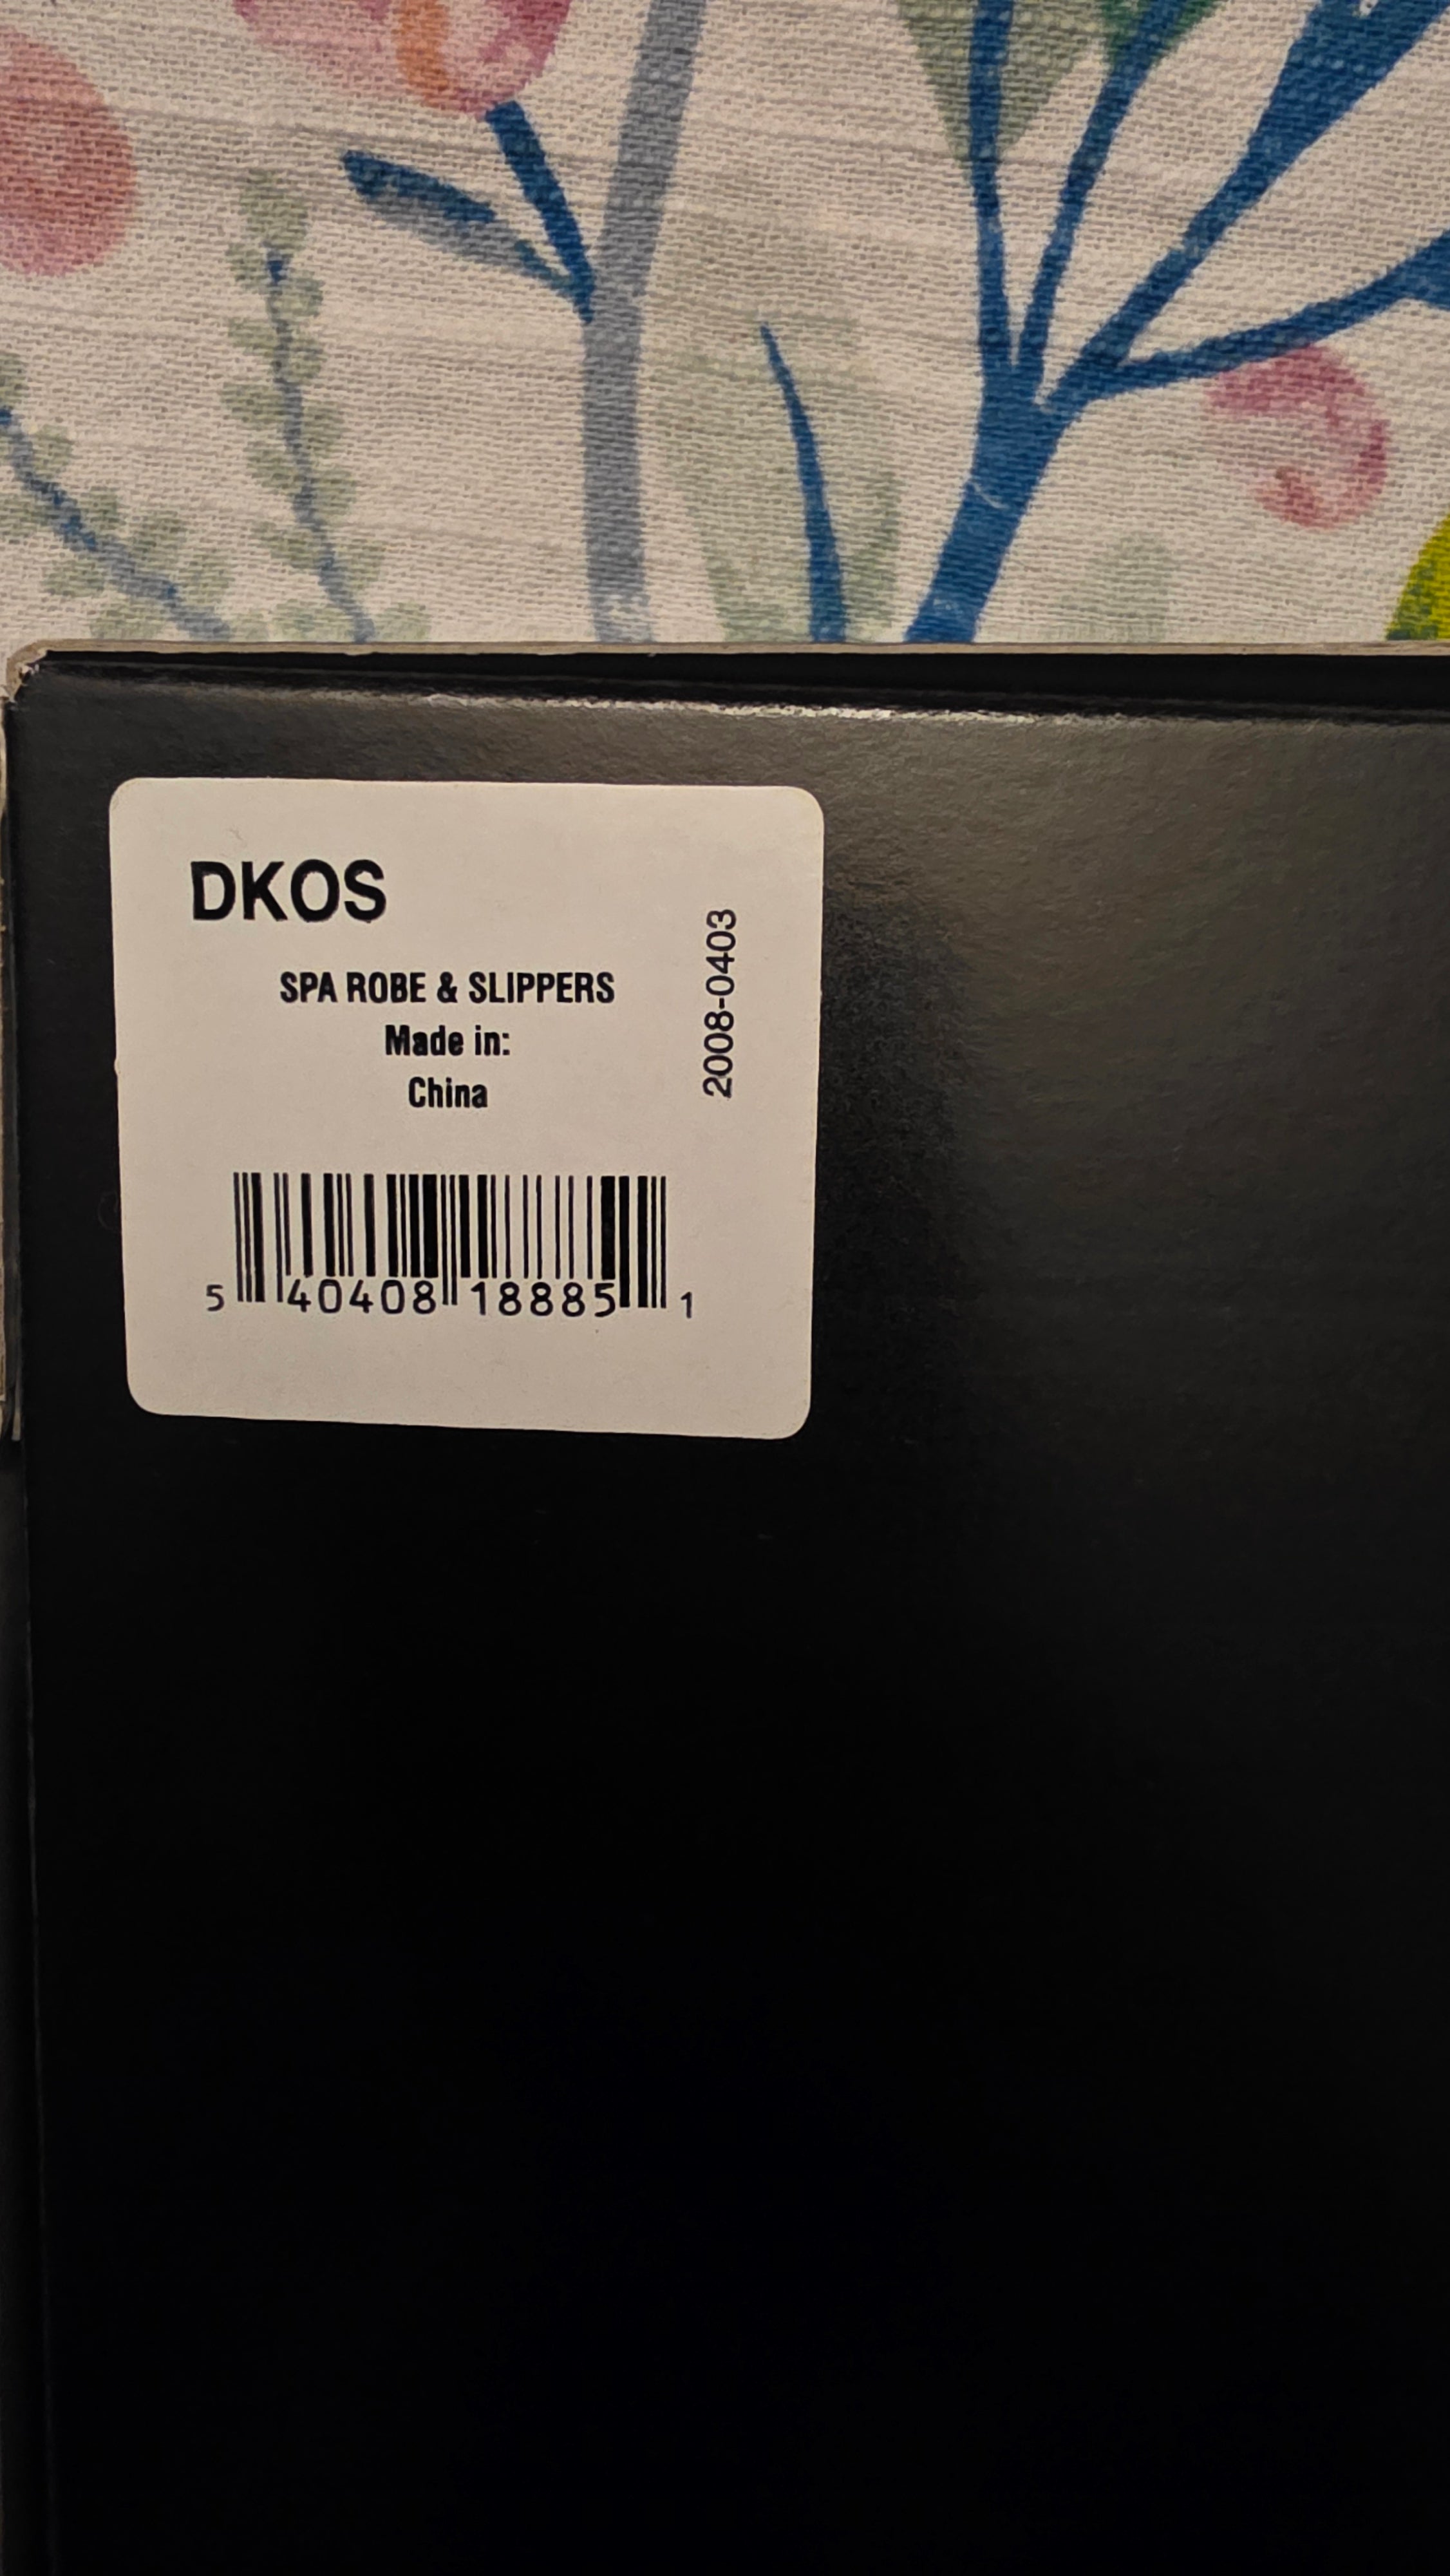 DKOS
SPA ROBE & SLIPPERS
Made in:
China
2008-0403
5 40408 18885 1